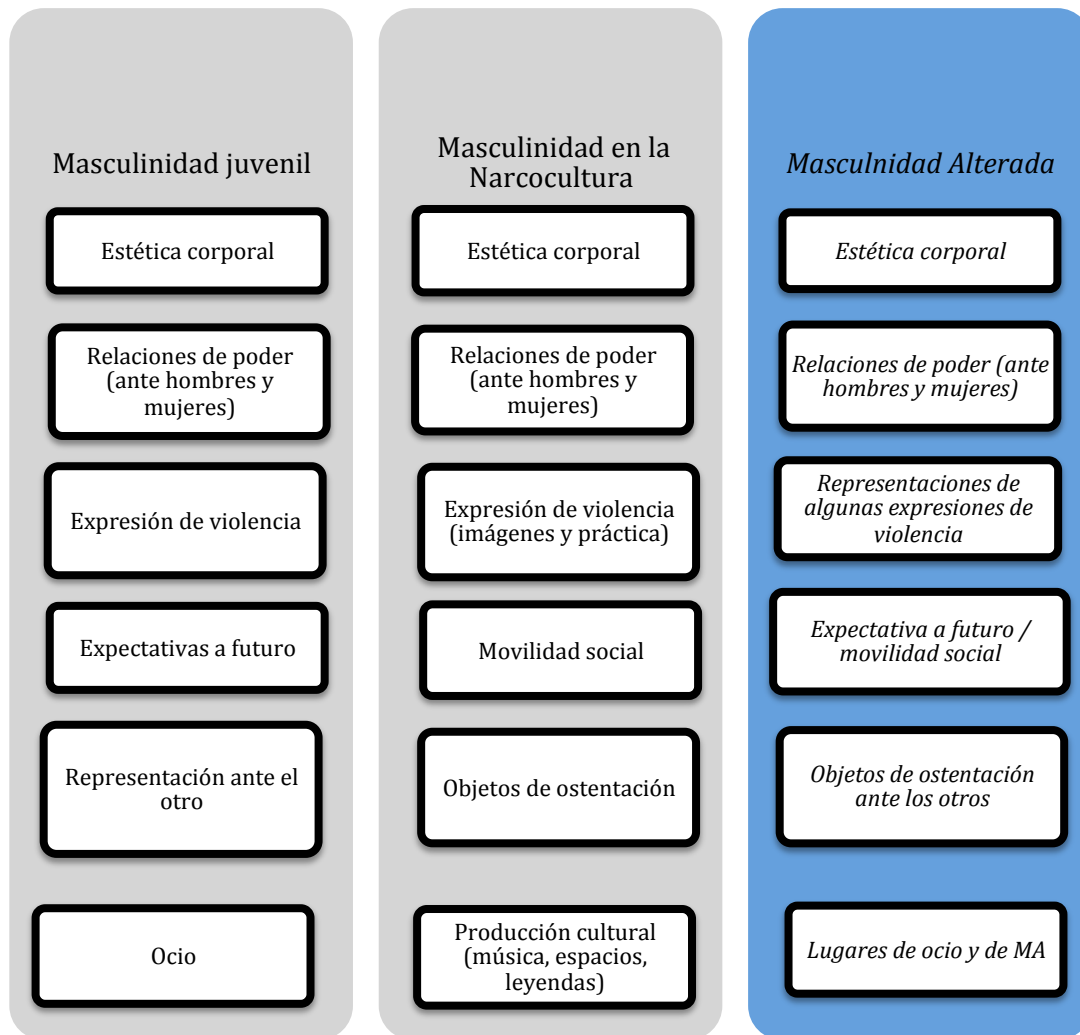 Masculinidad juvenil
Estética corporal
Relaciones de poder
(ante hombres y
mujeres)
Expresión de violencia
Expectativas a futuro
Representación ante el
otro
Ocio
Masculinidad en la
Narcocultura
Estética corporal
Relaciones de poder
(ante hombres y
mujeres)
Expresión de violencia
(imágenes y práctica)
Movilidad social
Objetos de ostentación
Producción cultural
(música, espacios,
leyendas)
Masculnidad Alterada
Estética corporal
Relaciones de poder (ante
hombres y mujeres)
Representaciones de
algunas expresiones de
violencia
Expectativa a futuro /
movilidad social
Objetos de ostentación
ante los otros
Lugares de ocio y de MA